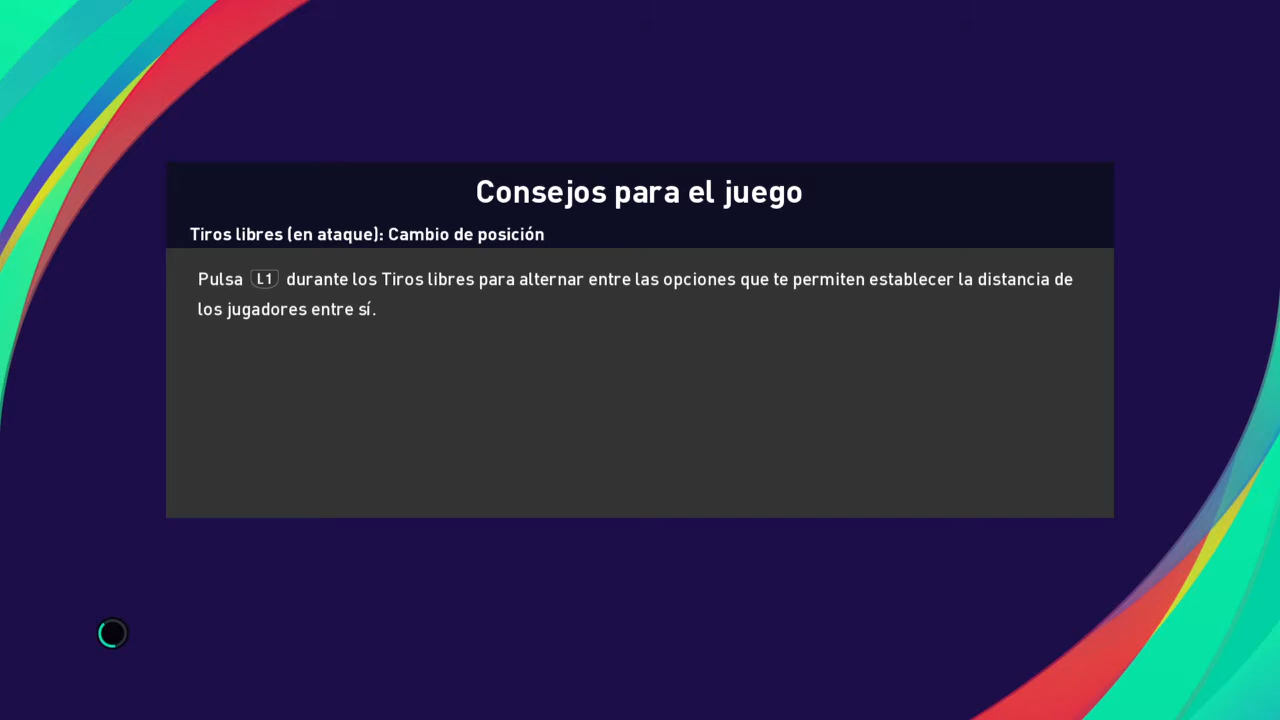 Consejos para el juego
Tiros libres (en ataque): Cambio de posición
Pulsa L1 durante los Tiros libres para alternar entre las opciones que te permiten establecer la distancia de
los jugadores entre sí.